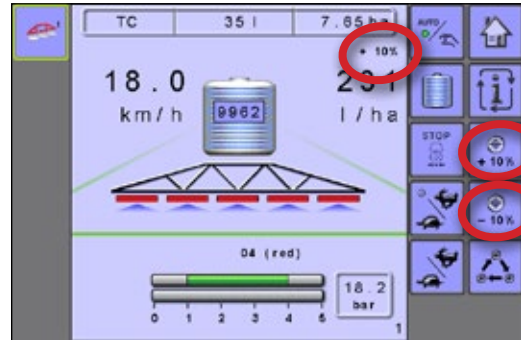 TC 35 l 7.65 ha
+ 10%
18.0
km/h
9962
231
l/ha
AUTO
STOP
+ 10%
- 10%
04 (red)
18.2
bar
0 1 2 3 4 5
1